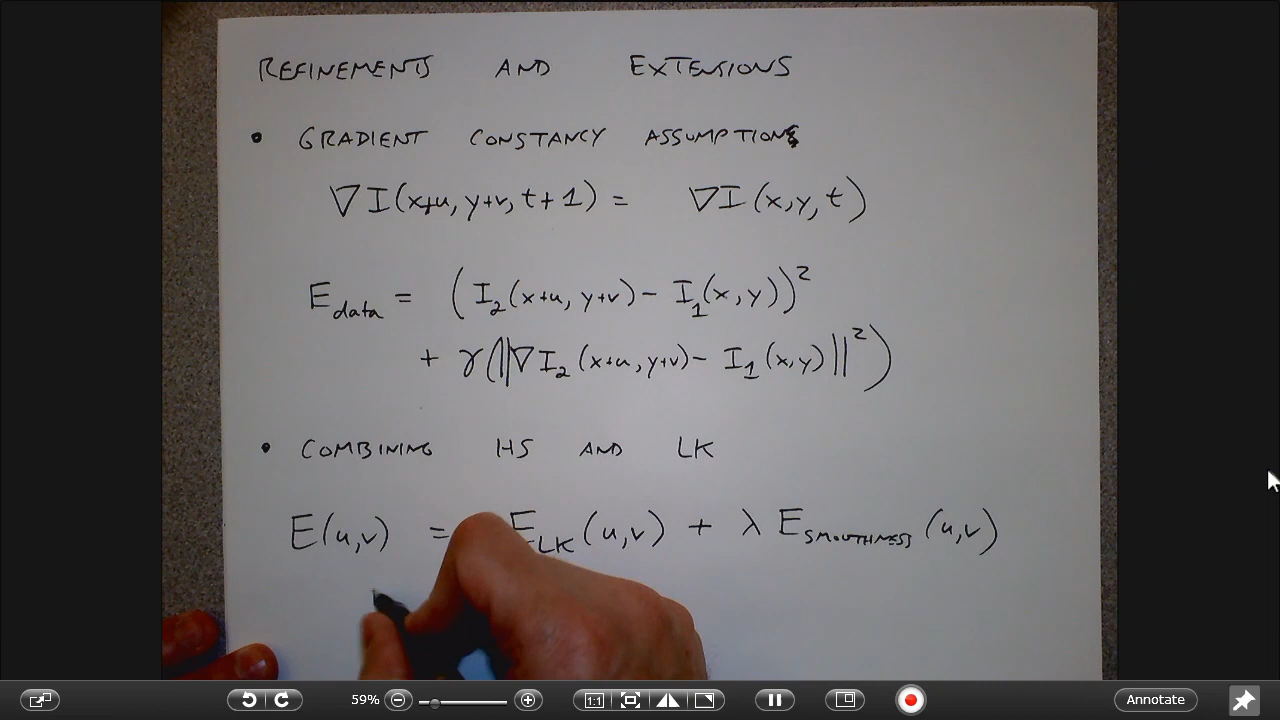 REFINEMENTS AND EXTENSIONS
• GRADIENT CONSTANCY ASSUMPTION
∇I(x+u, y+v, t+1) = ∇I(x,y,t)
E_data = (I_2(x+u, y+v) - I_1(x,y))^2
+ γ(||∇I_2(x+u, y+v) - I_1(x,y)||^2)
• COMBINING HS AND LK
E(u,v) = E_LK(u,v) + λ E_SMOOTHNESS(u,v)
59%
1:1
Annotate